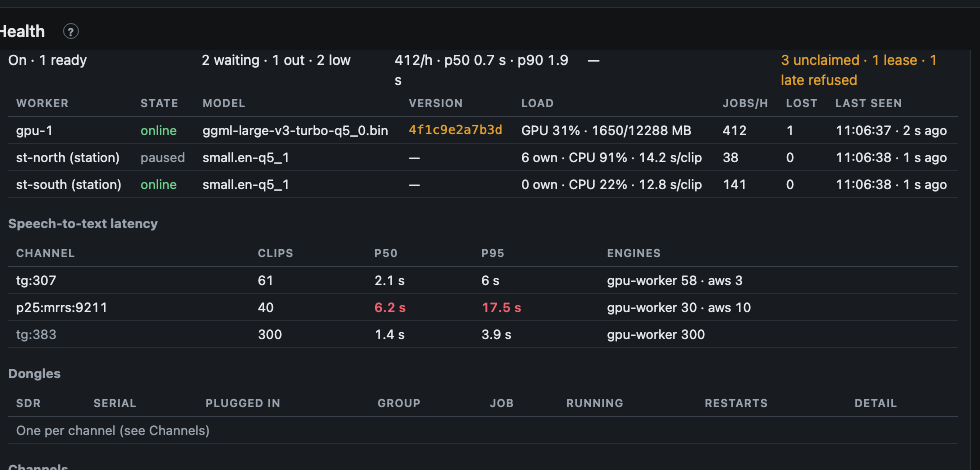 Health ?
On · 1 ready 2 waiting · 1 out · 2 low 412/h · p50 0.7 s · p90 1.9 s — 3 unclaimed · 1 lease · 1 late refused
WORKER STATE MODEL VERSION LOAD JOBS/H LOST LAST SEEN
gpu-1 online ggml-large-v3-turbo-q5_0.bin 4f1c9e2a7b3d GPU 31% · 1650/12288 MB 412 1 11:06:37 · 2 s ago
st-north (station) paused small.en-q5_1 — 6 own · CPU 91% · 14.2 s/clip 38 0 11:06:38 · 1 s ago
st-south (station) online small.en-q5_1 — 0 own · CPU 22% · 12.8 s/clip 141 0 11:06:38 · 1 s ago
Speech-to-text latency
CHANNEL CLIPS P50 P95 ENGINES
tg:307 61 2.1 s 6 s gpu-worker 58 · aws 3
p25:mrrs:9211 40 6.2 s 17.5 s gpu-worker 30 · aws 10
tg:383 300 1.4 s 3.9 s gpu-worker 300
Dongles
SDR SERIAL PLUGGED IN GROUP JOB RUNNING RESTARTS DETAIL
One per channel (see Channels)
Channels